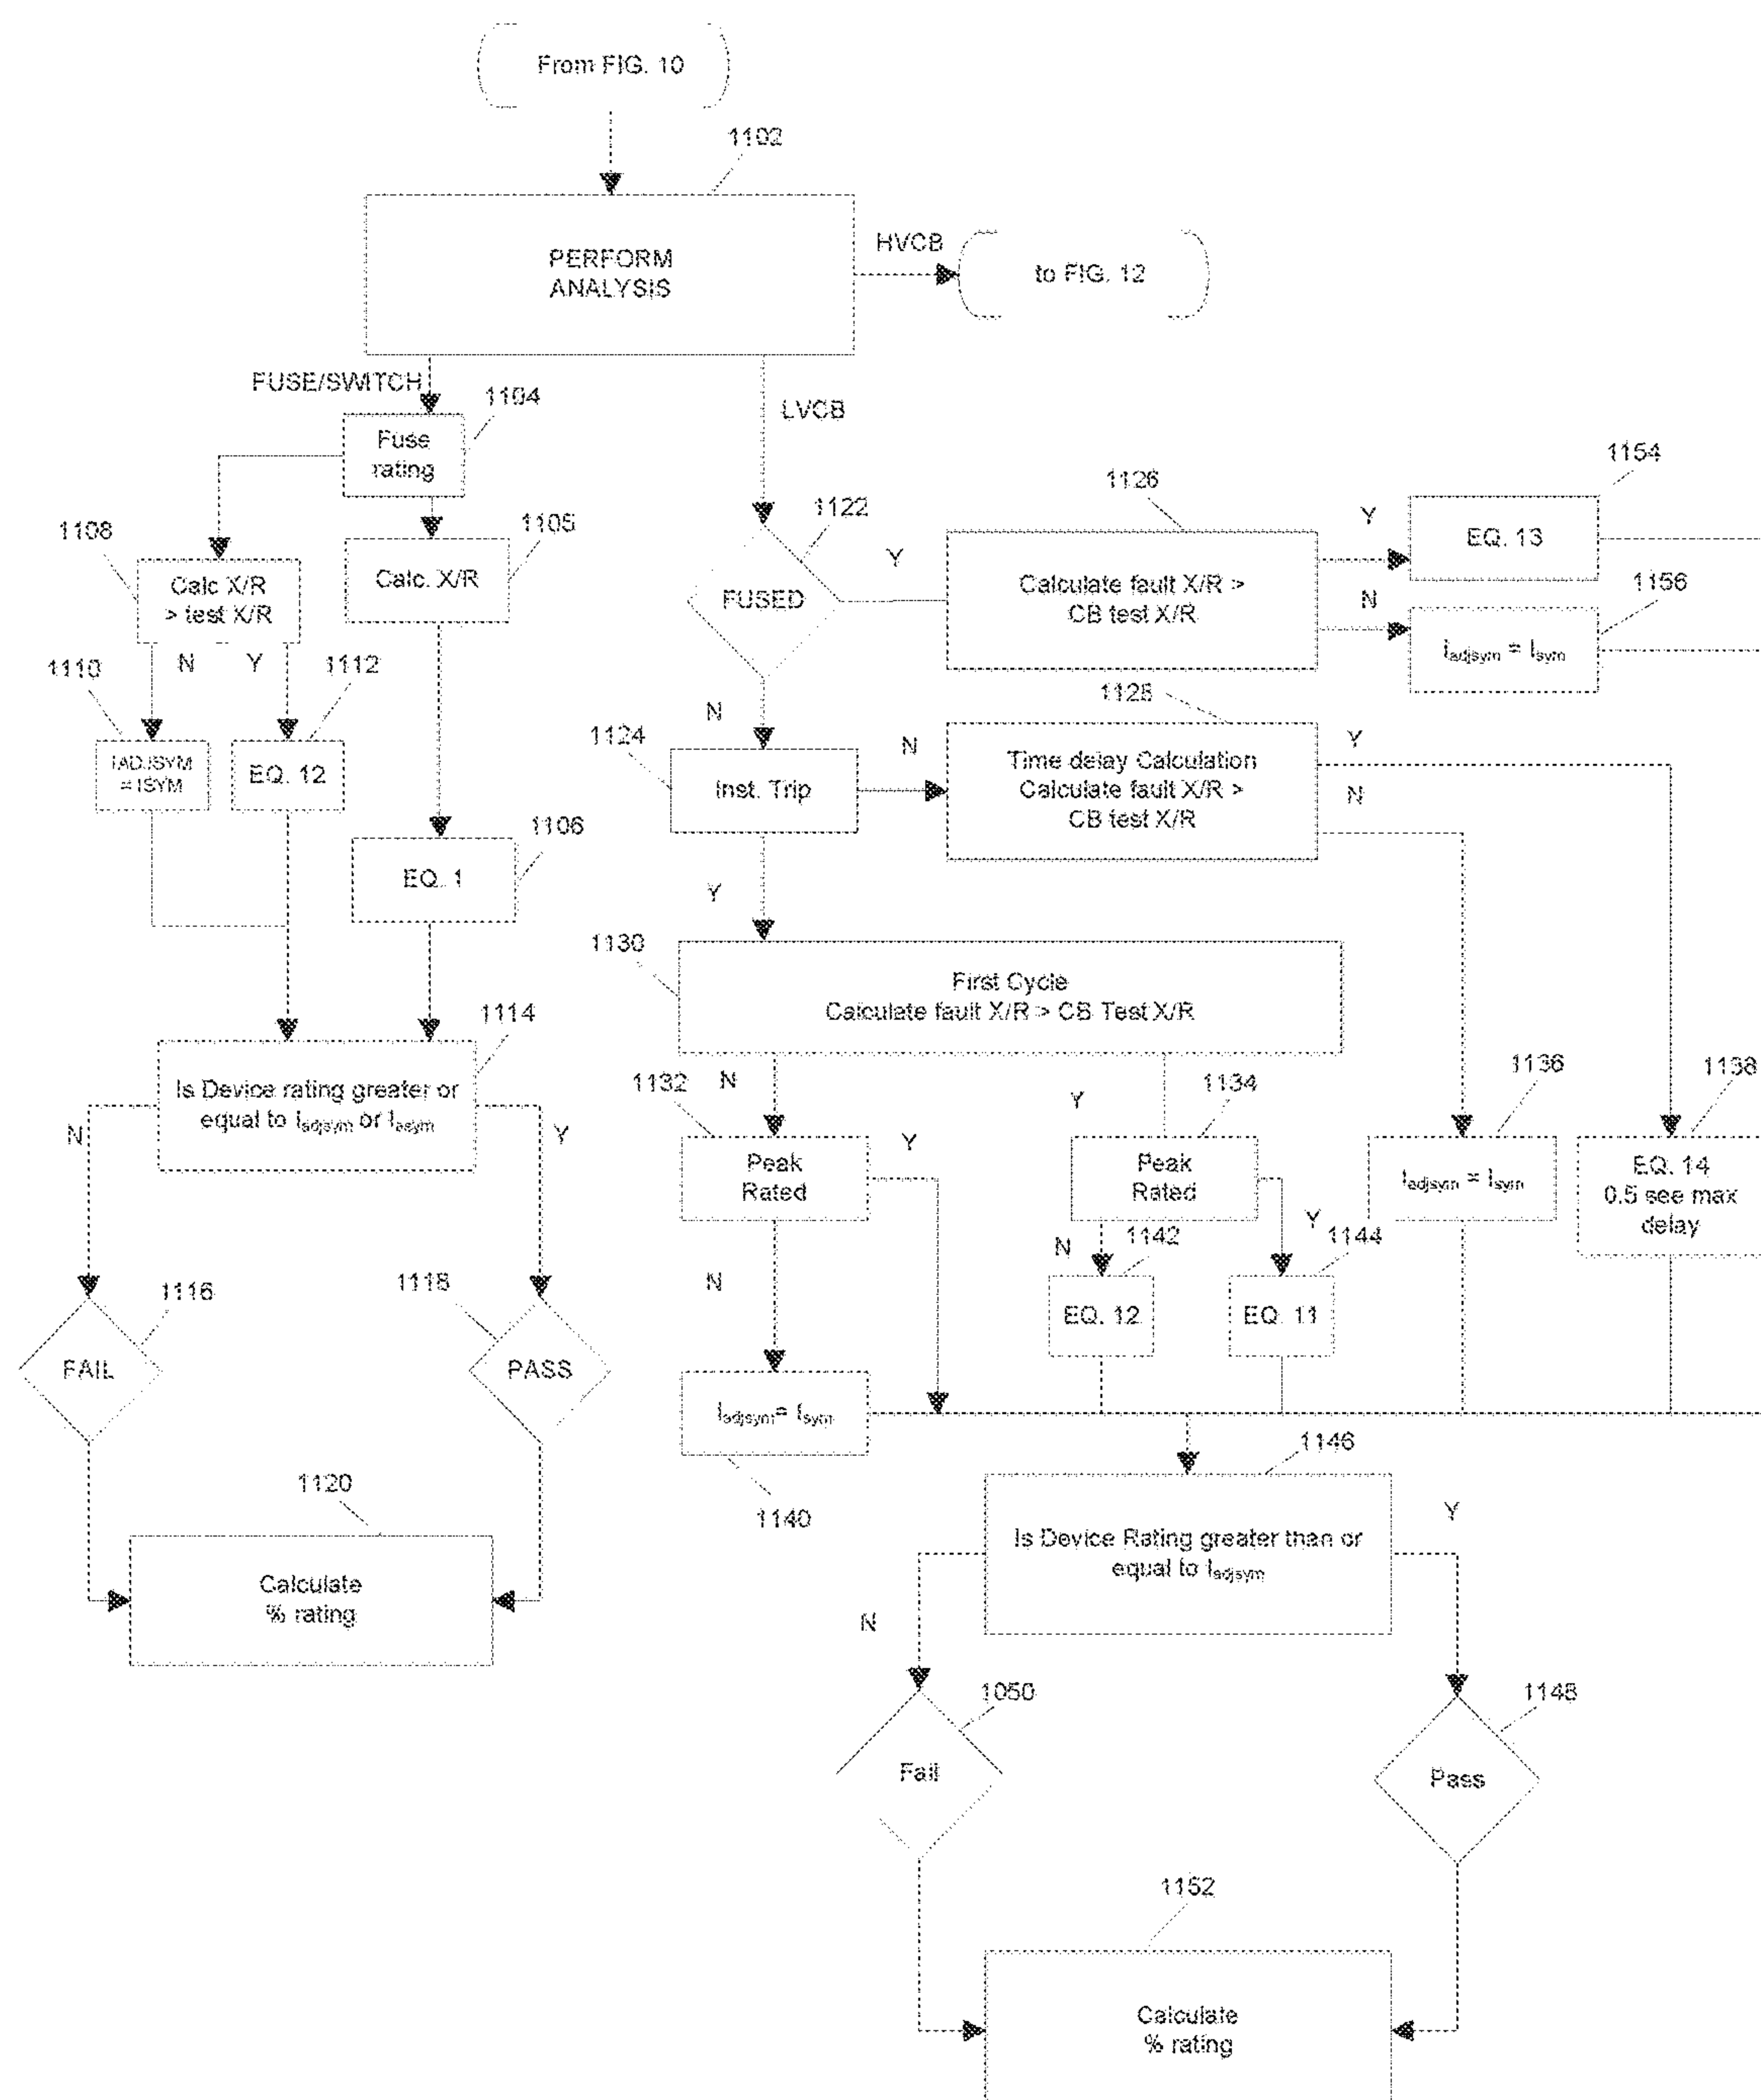 From FIG. 10
1102
PERFORM
ANALYSIS
HVCB
to FIG. 12
FUSE/SWITCH
1104
LVCB
Fuse
rating
1154
1126
1108
1105
1122
Y
Y
EQ. 13
Calc X/R
> test X/R
Calc. X/R
FUSED
Calculate fault X/R >
CB test X/R
N
1156
1110
N
Y
1112
Iadjsym = Isym
N
1128
1124
IADJSYM
= ISYM
EQ. 12
Inst. Trip
N
Time delay Calculation
Calculate fault X/R >
CB test X/R
Y
N
1106
EQ. 1
Y
1130
First Cycle
Calculate fault X/R > CB Test X/R
1114
Is Device rating greater or
equal to Iadjsym or Iasym
N
Y
1132
N
Y
1134
1136
1138
Peak
Rated
Y
Peak
Rated
Iadjsym = Isym
EQ. 14
0.5 see max
delay
N
1142
Y
1144
1116
1118
N
EQ. 12
EQ. 11
FAIL
PASS
Iadjsym= Isym
1140
1146
1120
Is Device Rating greater than or
equal to Iadjsym
Y
N
Calculate
% rating
1050
1148
Fail
Pass
1152
Calculate
% rating